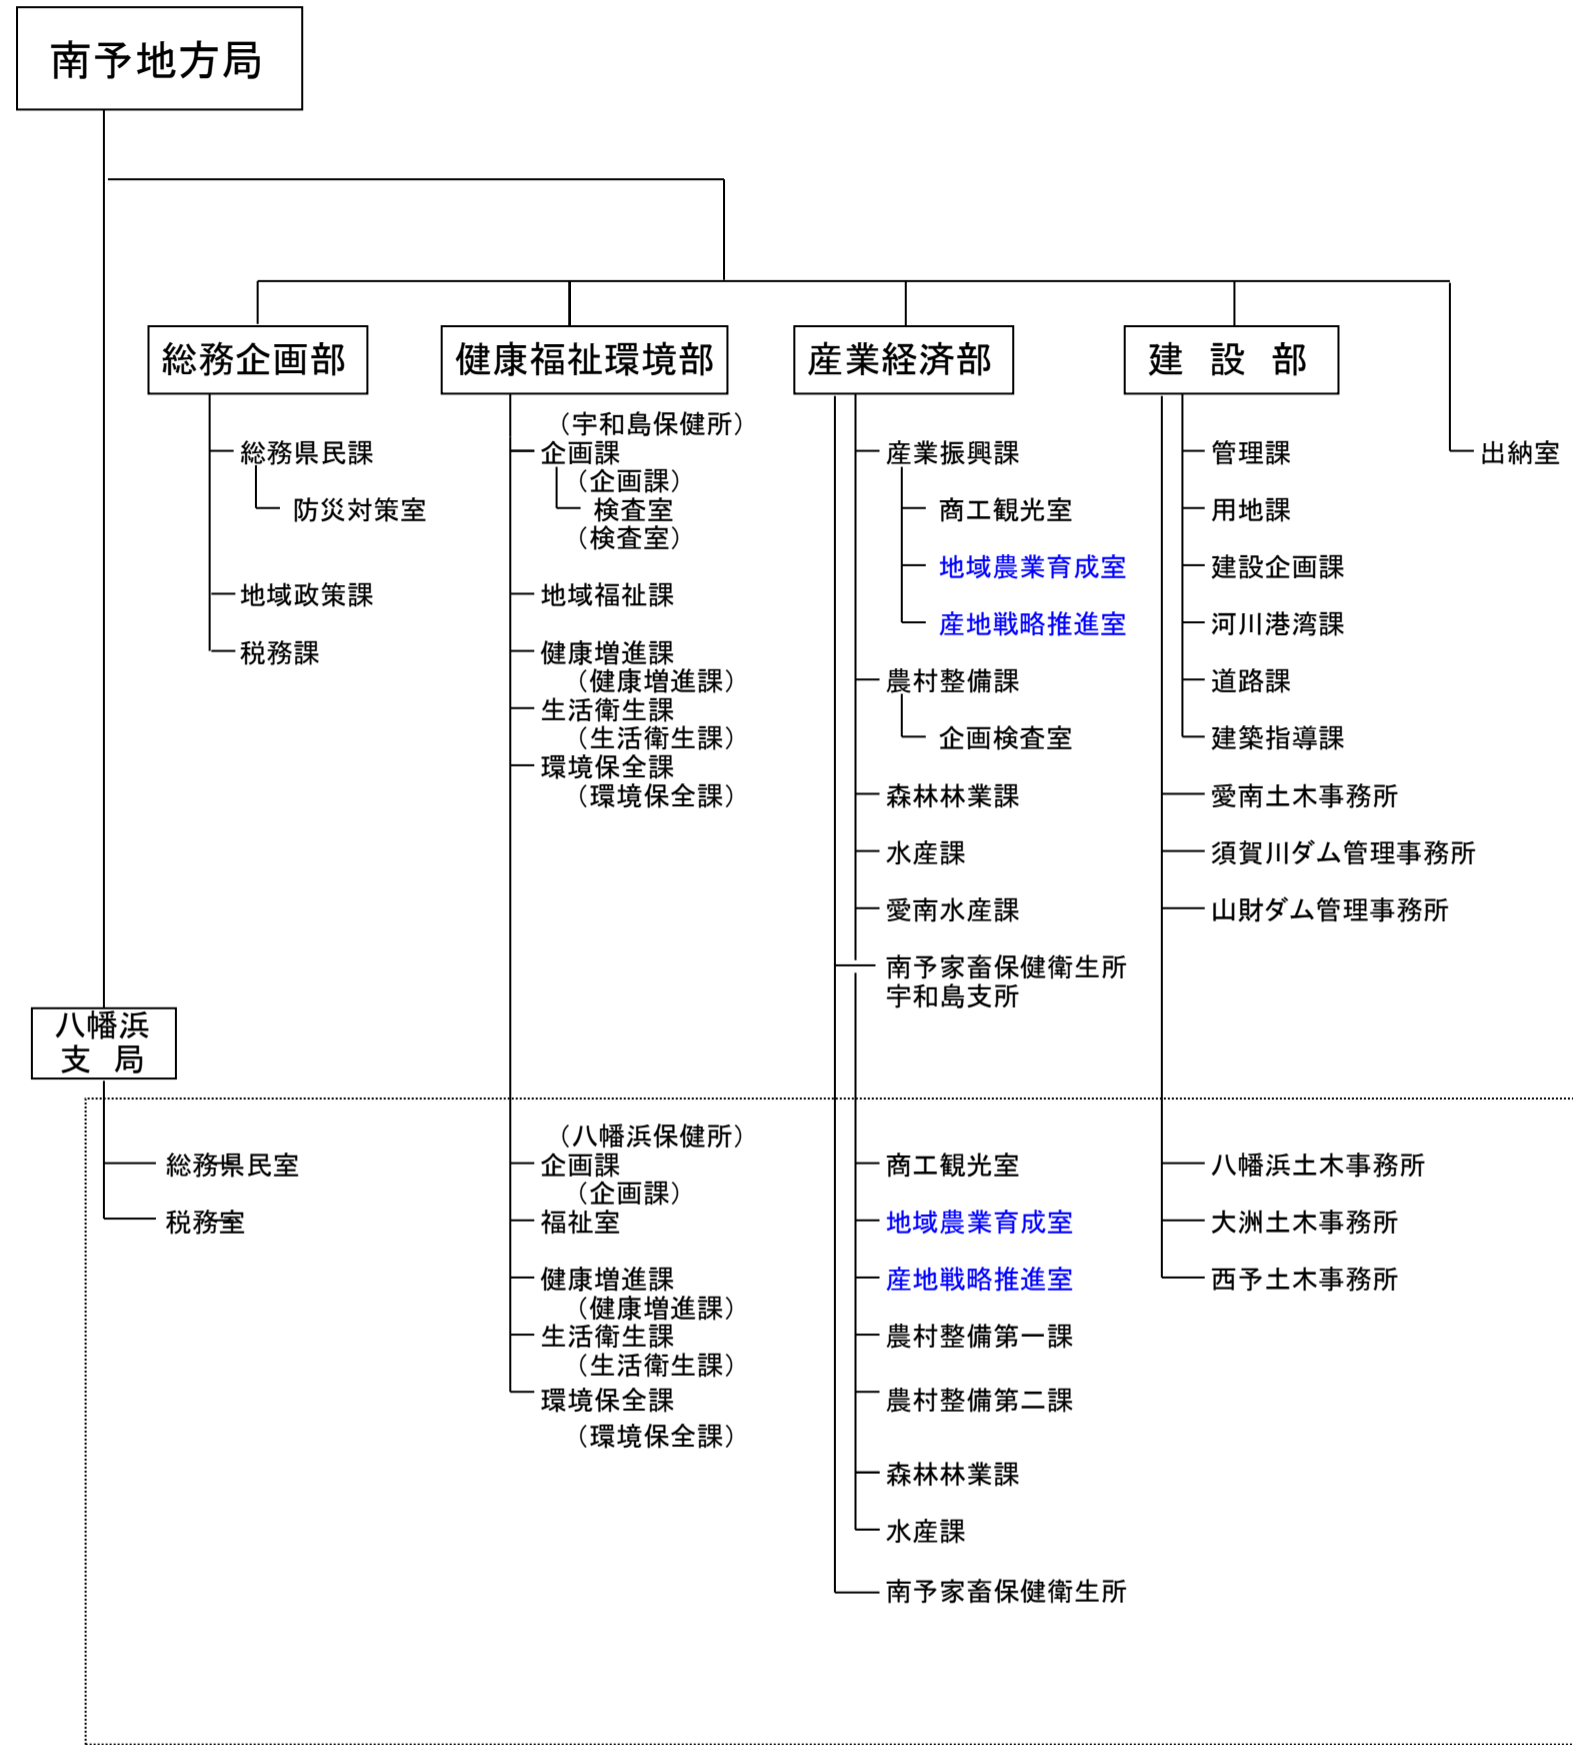 南予地方局
総務企画部
総務県民課
防災対策室
地域政策課
税務課
健康福祉環境部
（宇和島保健所）
企画課
（企画課）
検査室
（検査室）
地域福祉課
健康増進課
（健康増進課）
生活衛生課
（生活衛生課）
環境保全課
（環境保全課）
産業経済部
産業振興課
商工観光室
地域農業育成室
産地戦略推進室
農村整備課
企画検査室
森林林業課
水産課
愛南水産課
南予家畜保健衛生所
宇和島支所
建 設 部
管理課
用地課
建設企画課
河川港湾課
道路課
建築指導課
愛南土木事務所
須賀川ダム管理事務所
山財ダム管理事務所
出納室
八幡浜
支 局
総務県民室
税務室
（八幡浜保健所）
企画課
（企画課）
福祉室
健康増進課
（健康増進課）
生活衛生課
（生活衛生課）
環境保全課
（環境保全課）
商工観光室
地域農業育成室
産地戦略推進室
農村整備第一課
農村整備第二課
森林林業課
水産課
南予家畜保健衛生所
八幡浜土木事務所
大洲土木事務所
西予土木事務所